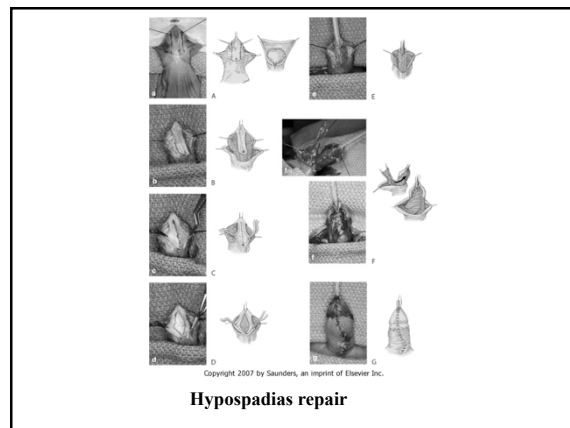 a
A
e
E
b
B
f
F
c
C
d
D
g
G
Copyright 2007 by Saunders, an imprint of Elsevier Inc.
Hypospadias repair